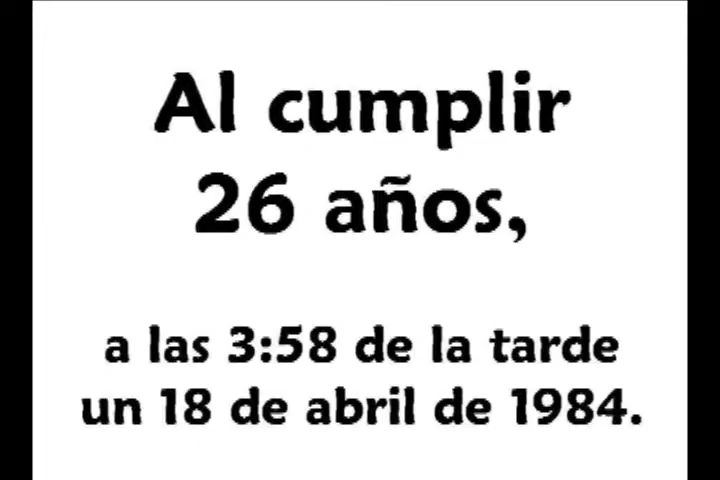 Al cumplir
26 años,
a las 3:58 de la tarde
un 18 de abril de 1984.